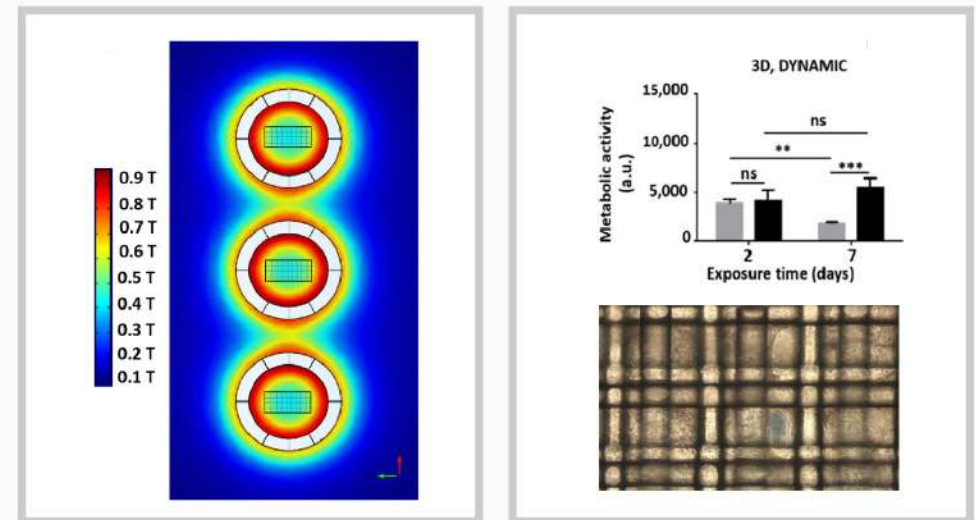 0.9 T
0.8 T
0.7 T
0.6 T
0.5 T
0.4 T
0.3 T
0.2 T
0.1 T
3D, DYNAMIC
Metabolic activity
(a.u.)
15,000
10,000
5,000
0
ns
**
ns
***
2
7
Exposure time (days)